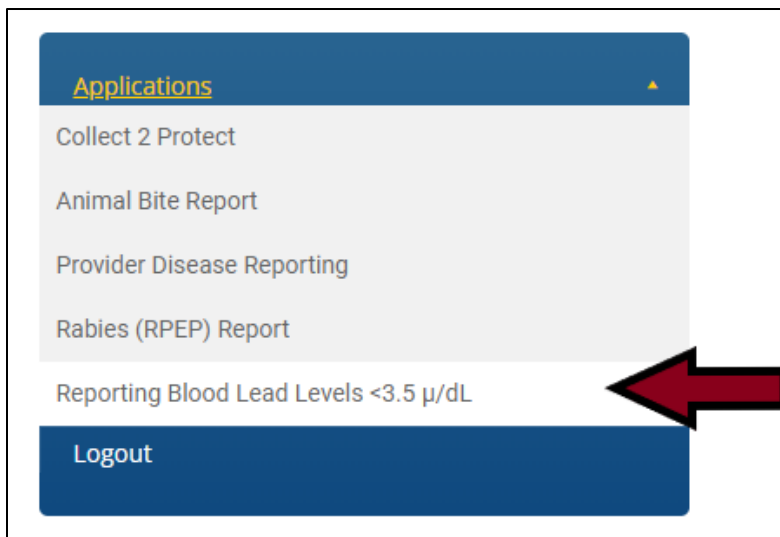 Applications
Collect 2 Protect
Animal Bite Report
Provider Disease Reporting
Rabies (RPEP) Report
Reporting Blood Lead Levels <3.5 µ/dL
Logout